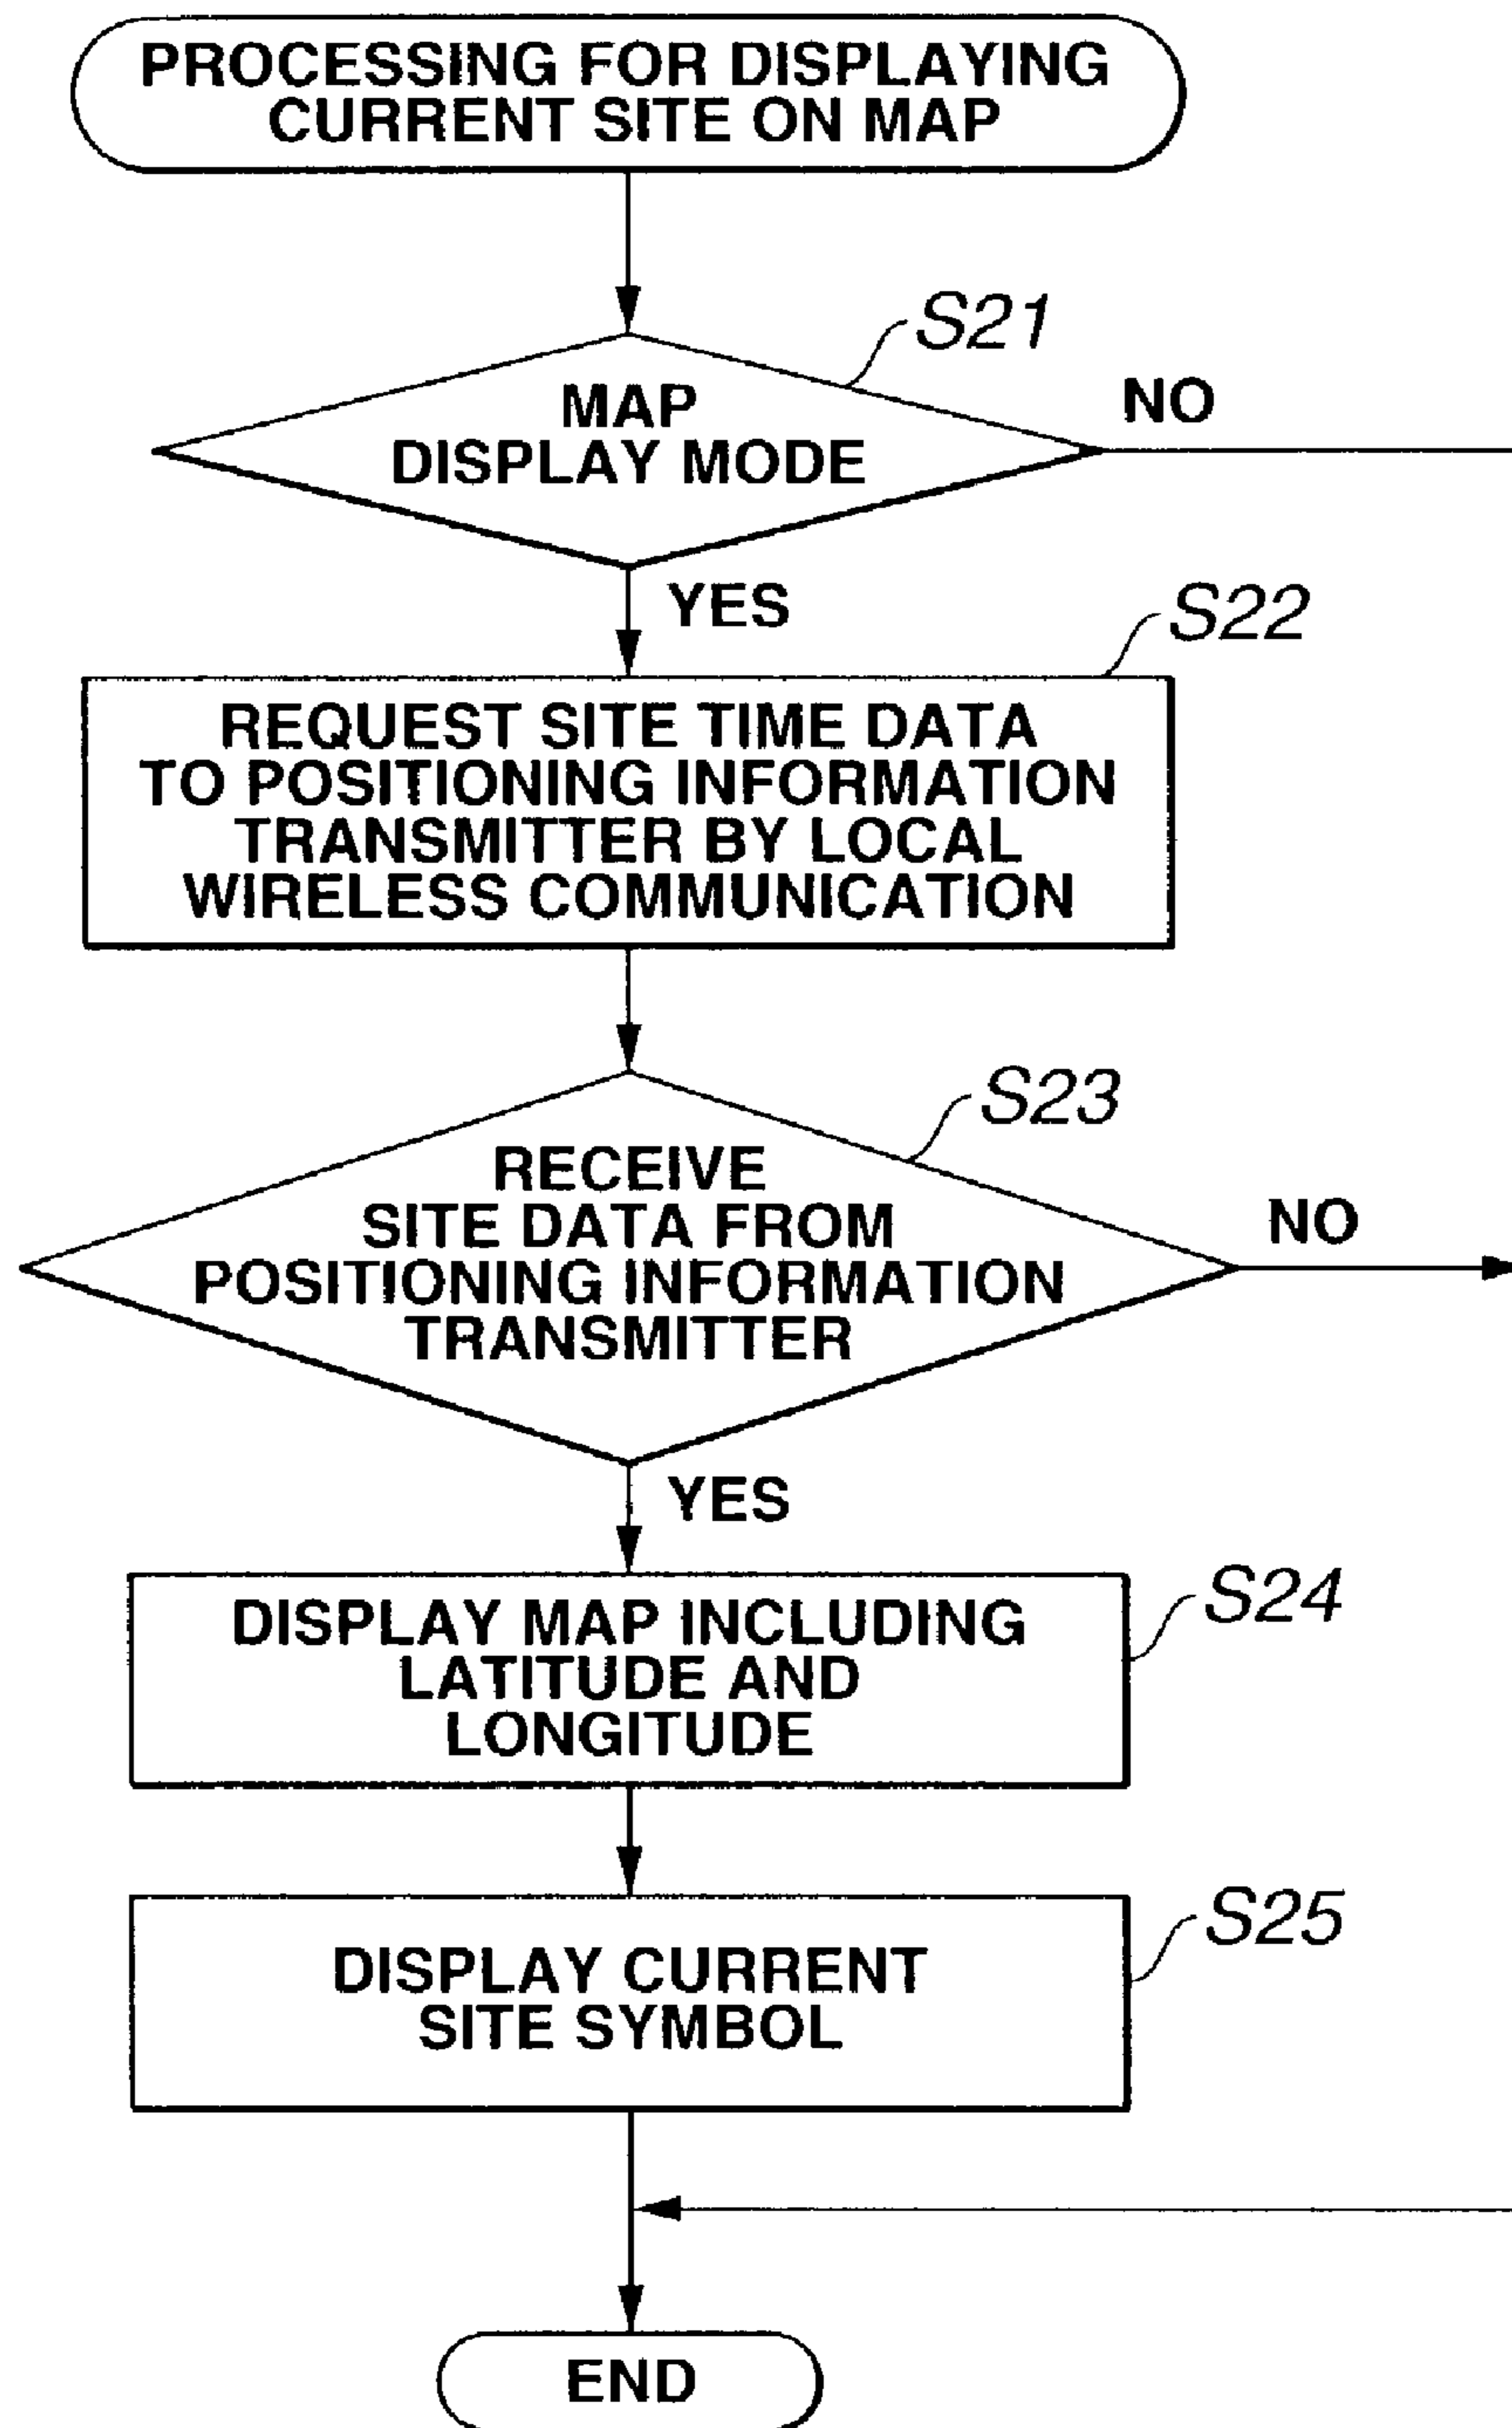 PROCESSING FOR DISPLAYING
CURRENT SITE ON MAP
S21
MAP
DISPLAY MODE
NO
YES
S22
REQUEST SITE TIME DATA
TO POSITIONING INFORMATION
TRANSMITTER BY LOCAL
WIRELESS COMMUNICATION
S23
RECEIVE
SITE DATA FROM
POSITIONING INFORMATION
TRANSMITTER
NO
YES
S24
DISPLAY MAP INCLUDING
LATITUDE AND
LONGITUDE
S25
DISPLAY CURRENT
SITE SYMBOL
END